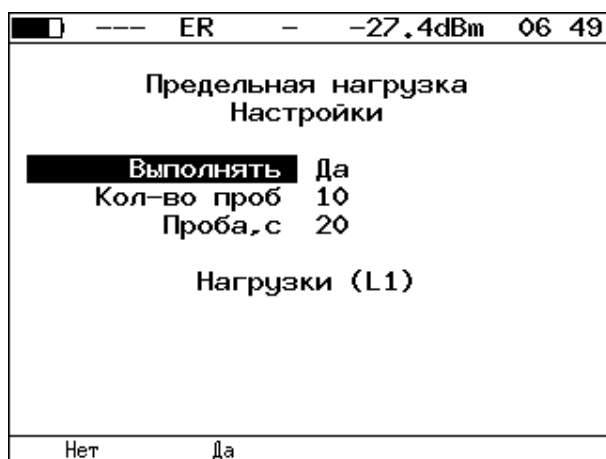 --- ER - -27.4dBm 06 49
Предельная нагрузка
Настройки
Выполнять Да
Кол-во проб 10
Проба,с 20
Нагрузки (L1)
Нет Да